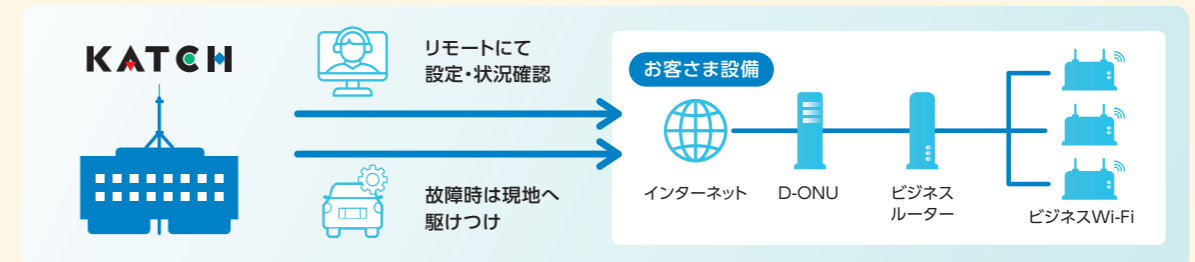 KATCH
リモートにて
設定・状況確認
故障時は現地へ
駆けつけ
お客さま設備
インターネット
D-ONU
ビジネス
ルーター
ビジネスWi-Fi